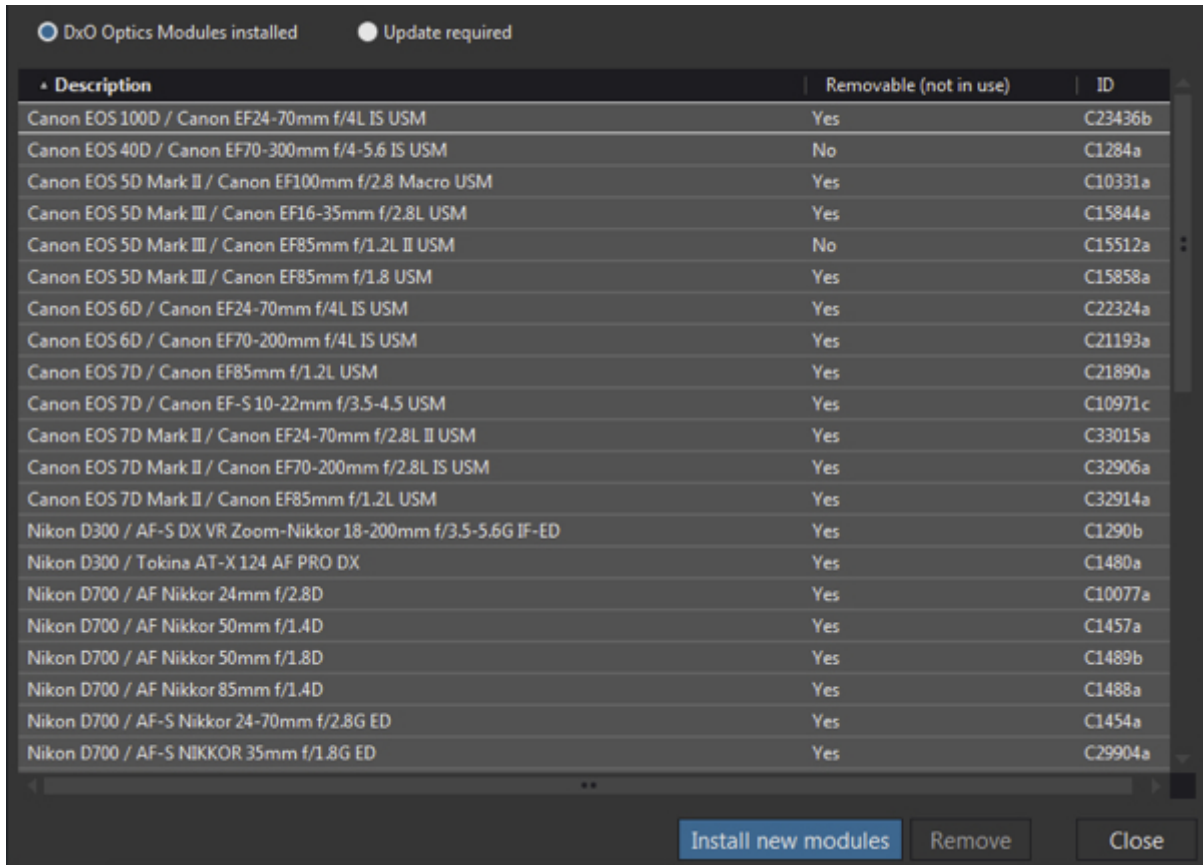 DxO Optics Modules installed Update required
Description Removable (not in use) ID
Canon EOS 100D / Canon EF24-70mm f/4L IS USM Yes C23436b
Canon EOS 40D / Canon EF70-300mm f/4-5.6 IS USM No C1284a
Canon EOS 5D Mark II / Canon EF100mm f/2.8 Macro USM Yes C10331a
Canon EOS 5D Mark III / Canon EF16-35mm f/2.8L USM Yes C15844a
Canon EOS 5D Mark III / Canon EF85mm f/1.2L II USM No C15512a
Canon EOS 5D Mark III / Canon EF85mm f/1.8 USM Yes C15858a
Canon EOS 6D / Canon EF24-70mm f/4L IS USM Yes C22324a
Canon EOS 6D / Canon EF70-200mm f/4L IS USM Yes C21193a
Canon EOS 7D / Canon EF85mm f/1.2L USM Yes C21890a
Canon EOS 7D / Canon EF-S 10-22mm f/3.5-4.5 USM Yes C10971c
Canon EOS 7D Mark II / Canon EF24-70mm f/2.8L II USM Yes C33015a
Canon EOS 7D Mark II / Canon EF70-200mm f/2.8L IS USM Yes C32906a
Canon EOS 7D Mark II / Canon EF85mm f/1.2L USM Yes C32914a
Nikon D300 / AF-S DX VR Zoom-Nikkor 18-200mm f/3.5-5.6G IF-ED Yes C1290b
Nikon D300 / Tokina AT-X 124 AF PRO DX Yes C1480a
Nikon D700 / AF Nikkor 24mm f/2.8D Yes C10077a
Nikon D700 / AF Nikkor 50mm f/1.4D Yes C1457a
Nikon D700 / AF Nikkor 50mm f/1.8D Yes C1489b
Nikon D700 / AF Nikkor 85mm f/1.4D Yes C1488a
Nikon D700 / AF-S Nikkor 24-70mm f/2.8G ED Yes C1454a
Nikon D700 / AF-S NIKKOR 35mm f/1.8G ED Yes C29904a
Install new modules Remove Close